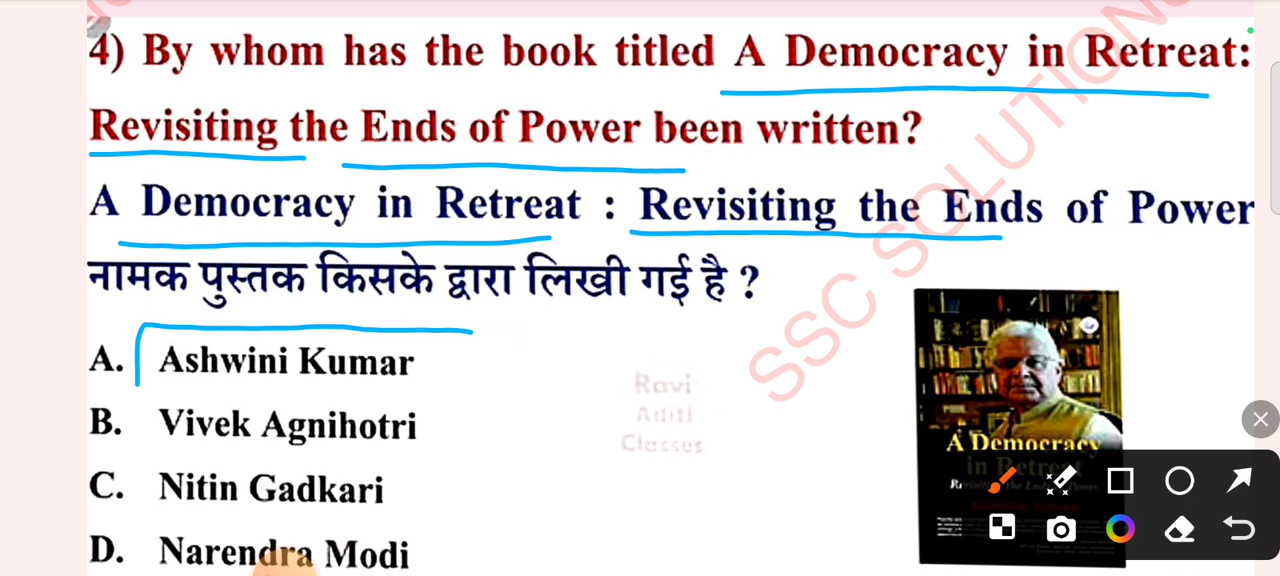 4) By whom has the book titled A Democracy in Retreat:
Revisiting the Ends of Power been written?
A Democracy in Retreat : Revisiting the Ends of Power
नामक पुस्तक किसके द्वारा लिखी गई है ?
A. Ashwini Kumar
B. Vivek Agnihotri
C. Nitin Gadkari
D. Narendra Modi
SSC SOLUTION
Ravi
Aditi
Classes
A Democracy
in Retreat